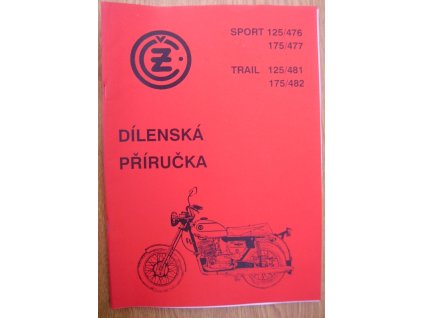 ČZ
SPORT 125/476
175/477
TRAIL 125/481
175/482
DÍLENSKÁ
PŘÍRUČKA